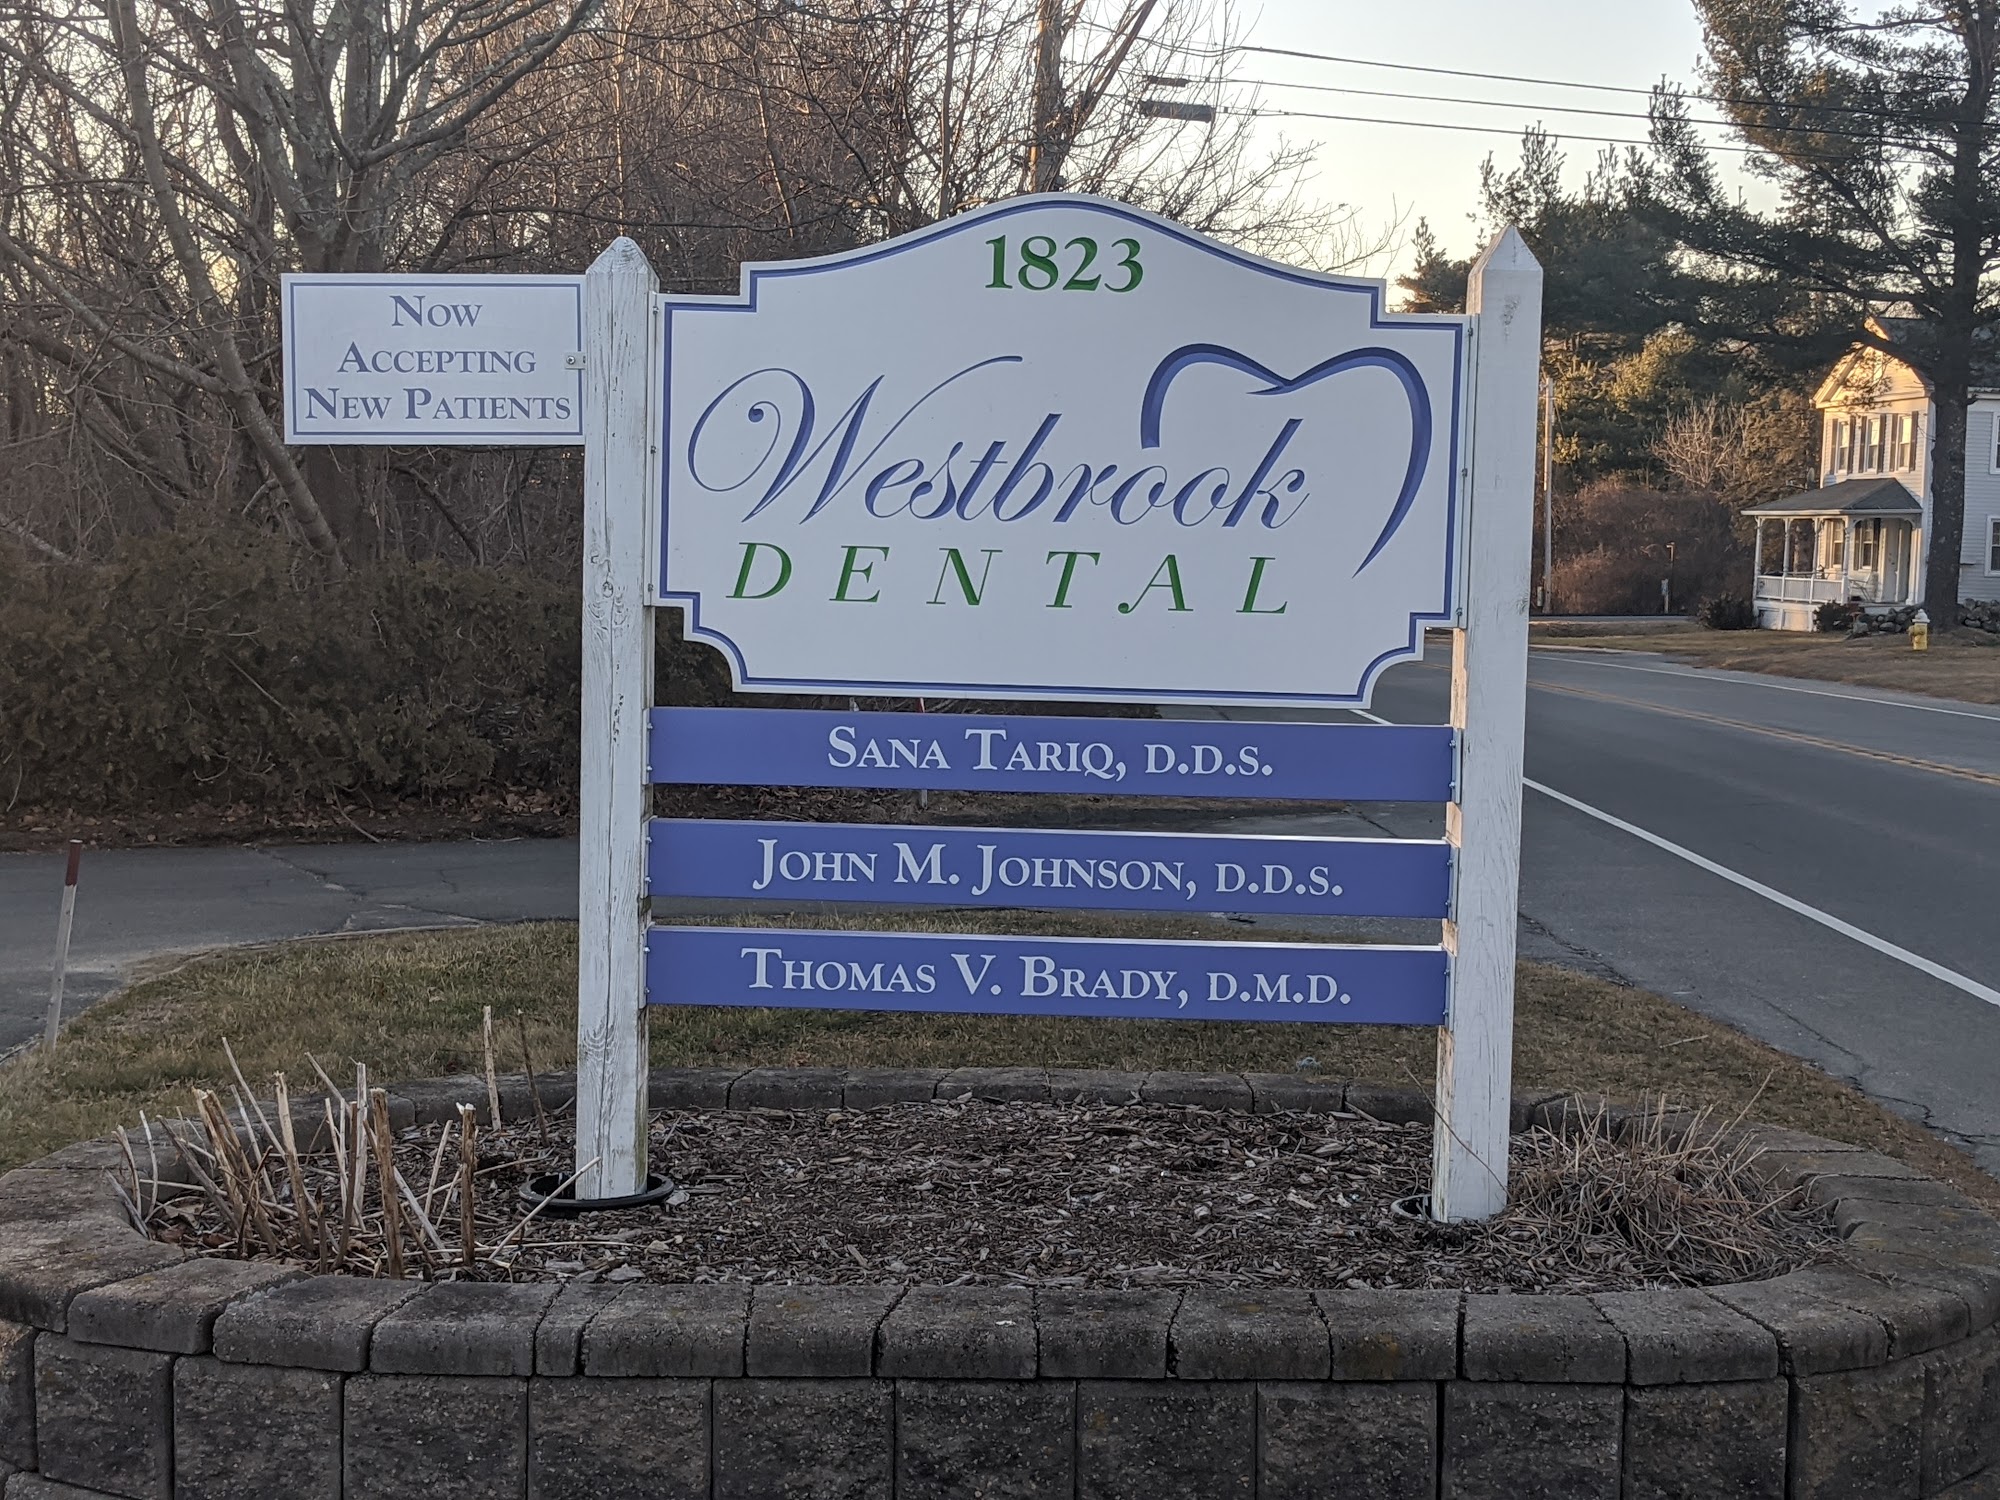 Now
Accepting
New Patients
1823
Westbrook
DENTAL
Sana Tariq, D.D.S.
John M. Johnson, D.D.S.
Thomas V. Brady, D.M.D.